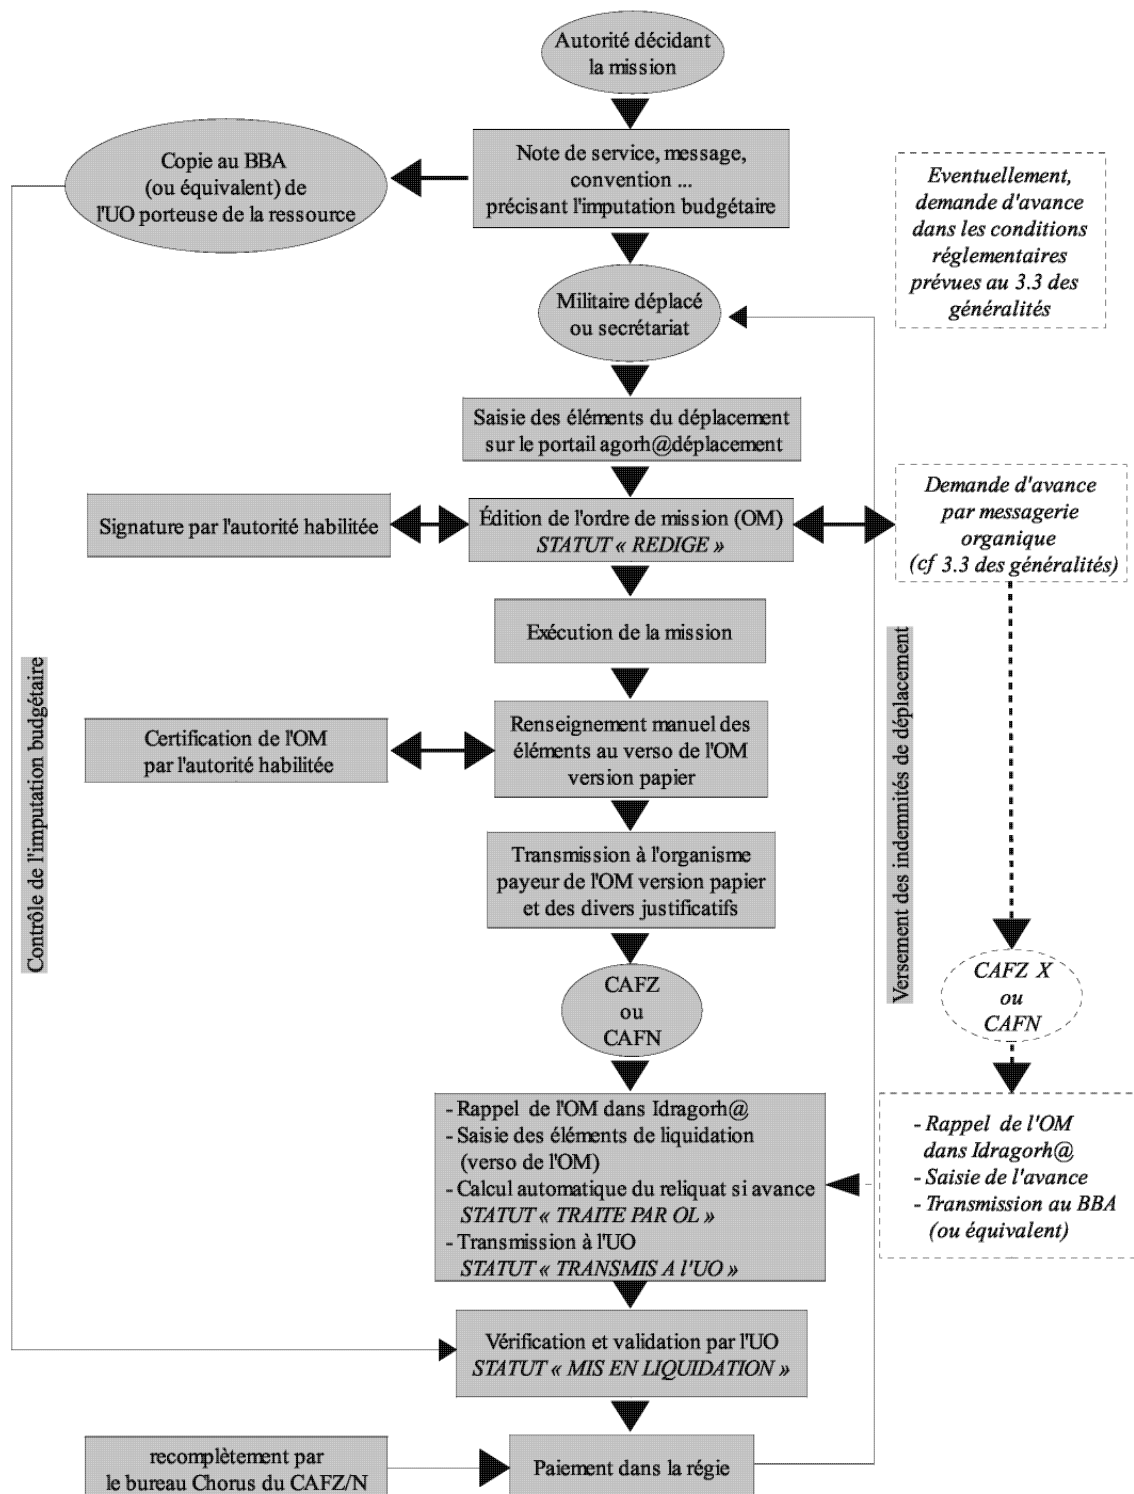 Autorité décidant
la mission
Note de service, message,
convention ...
précisant l'imputation budgétaire
Copie au BBA
(ou équivalent) de
l'UO porteuse de la ressource
Eventuellement,
demande d'avance
dans les conditions
réglementaires
prévues au 3.3 des
généralités
Militaire déplacé
ou secrétariat
Saisie des éléments du déplacement
sur le portail agorh@déplacement
Signature par l'autorité habilitée
Édition de l'ordre de mission (OM)
STATUT « REDIGE »
Demande d'avance
par messagerie
organique
(cf 3.3 des généralités)
Exécution de la mission
Certification de l'OM
par l'autorité habilitée
Renseignement manuel des
éléments au verso de l'OM
version papier
Contrôle de l'imputation budgétaire
Versement des indemnités de déplacement
Transmission à l'organisme
payeur de l'OM version papier
et des divers justificatifs
CAFZ
ou
CAFN
CAFZ X
ou
CAFN
- Rappel de l'OM dans Idragorh@
- Saisie des éléments de liquidation
(verso de l'OM)
- Calcul automatique du reliquat si avance
STATUT « TRAITE PAR OL »
- Transmission à l'UO
STATUT « TRANSMIS A l'UO »
- Rappel de l'OM
dans Idragorh@
- Saisie de l'avance
- Transmission au BBA
(ou équivalent)
Vérification et validation par l'UO
STATUT « MIS EN LIQUIDATION »
recomplètement par
le bureau Chorus du CAFZ/N
Paiement dans la régie